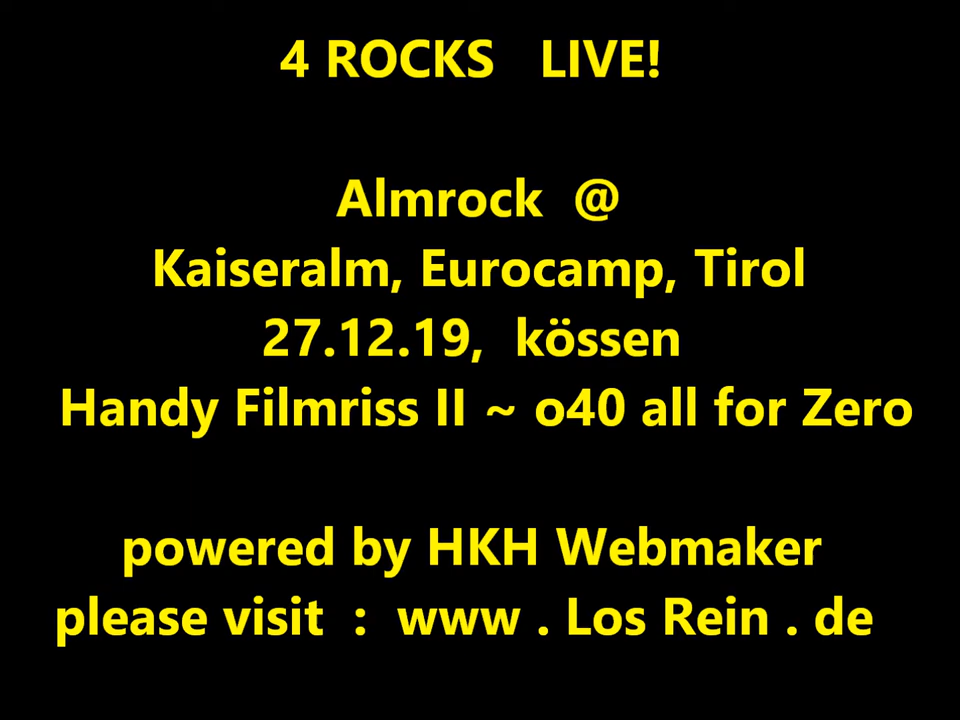 4 ROCKS LIVE!
Almrock @
Kaiseralm, Eurocamp, Tirol
27.12.19, kössen
Handy Filmriss II ~ o40 all for Zero
powered by HKH Webmaker
please visit : www . Los Rein . de